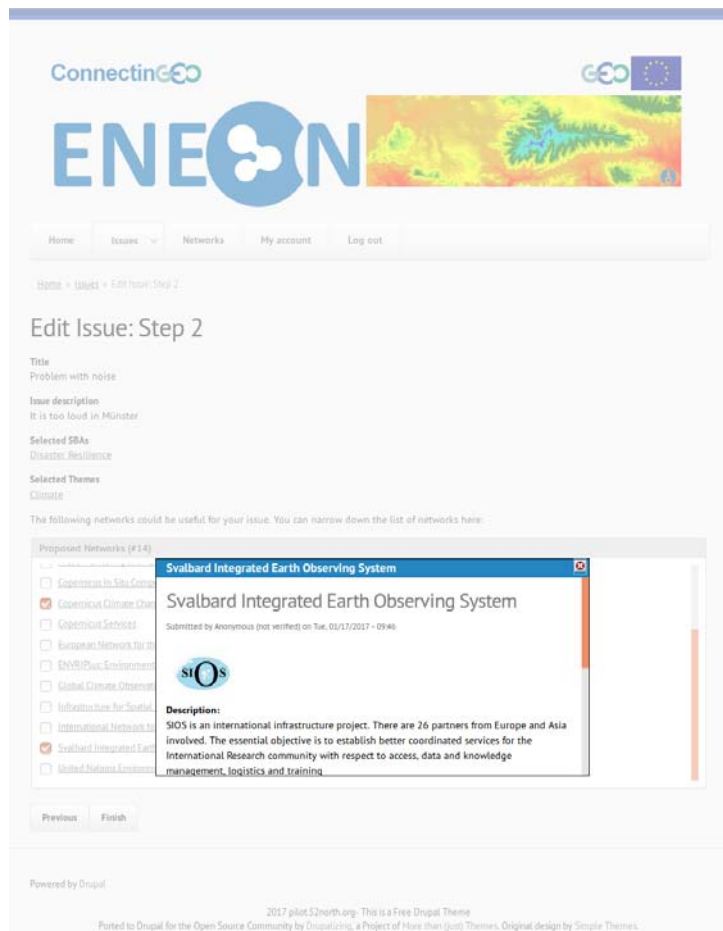 ConnectinGEO
GEO
ENEON
Home Issues Networks My account Log out
Home » Issues » Edit Issue: Step 2
Edit Issue: Step 2
Title
Problem with noise
Issue description
It is too loud in Münster
Selected SBAs
Disaster Resilience
Selected Themes
Climate
The following networks could be useful for your issue. You can narrow down the list of networks here:
Proposed Networks (#14)
Copernicus In Situ Comp
Copernicus Climate Chan
Copernicus Services
European Network for th
ENVRIPlus: Environment
Global Climate Observati
Infrastructure for Spatial
International Network fo
Svalbard Integrated Eart
United Nations Environm
Svalbard Integrated Earth Observing System
Svalbard Integrated Earth Observing System
Submitted by Anonymous (not verified) on Tue, 01/17/2017 - 09:46
SIOS
Description:
SIOS is an international infrastructure project. There are 26 partners from Europe and Asia
involved. The essential objective is to establish better coordinated services for the
International Research community with respect to access, data and knowledge
management, logistics and training
Previous Finish
Powered by Drupal
2017 pilot.52north.org- This is a Free Drupal Theme
Ported to Drupal for the Open Source Community by Drupalizing, a Project of More than (just) Themes. Original design by Simple Themes.